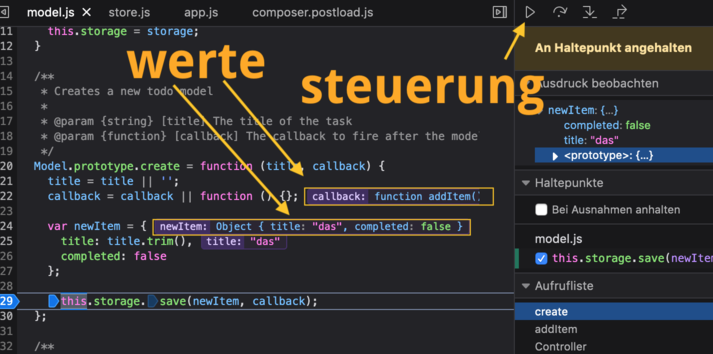 model.js × store.js app.js composer.postload.js
11 this.storage = storage;
12 }
13
14 /**
15 * Creates a new todo model
16 *
17 * @param {string} [title] The title of the task
18 * @param {function} [callback] The callback to fire after the mode
19 */
20 Model.prototype.create = function (title, callback) {
21 title = title || '';
22 callback = callback || function () {}; callback: function addItem()
23
24 var newItem = { newItem: Object { title: "das", completed: false }
25 title: title.trim(), title: "das"
26 completed: false
27 };
28
29 this.storage.save(newItem, callback);
30 };
31
32 /**
werte
steuerung
An Haltepunkt angehalten
Ausdruck beobachten
newItem: {…}
completed: false
title: "das"
<prototype>: {…}
Haltepunkte
Bei Ausnahmen anhalten
model.js
this.storage.save(newItem
Aufrufliste
create
addItem
Controller